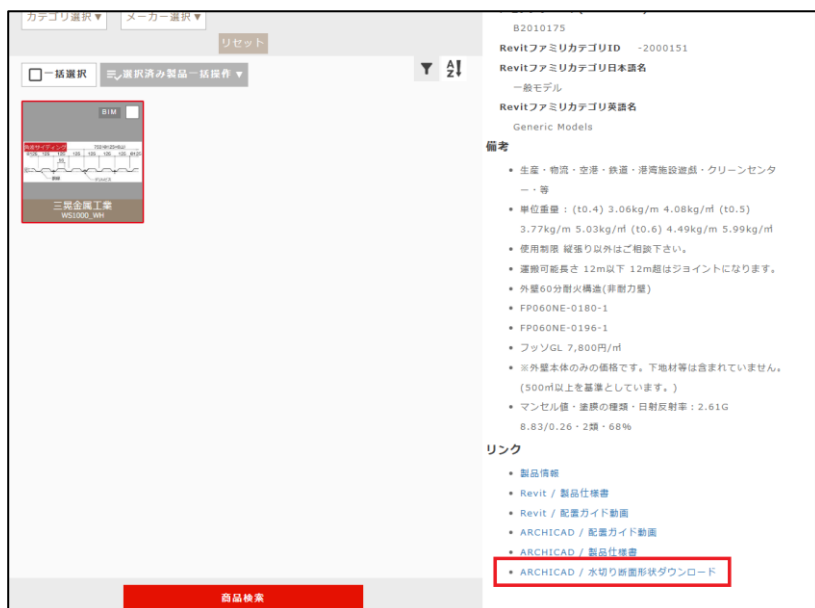 カテゴリ選択▼
メーカー選択▼
リセット
一括選択
選択済み製品一括操作 ▼
BIM
三晃金属工業
WS1000_WH
商品検索
B2010175
RevitファミリカテゴリID -2000151
Revitファミリカテゴリ日本語名
一般モデル
Revitファミリカテゴリ英語名
Generic Models
備考
• 生産・物流・空港・鉄道・港湾施設遊戯・クリーンセンタ
ー・等
• 単位重量 : (t0.4) 3.06kg/m 4.08kg/㎡ (t0.5)
3.77kg/m 5.03kg/㎡ (t0.6) 4.49kg/m 5.99kg/㎡
• 使用制限 縦張り以外はご相談下さい。
• 運搬可能長さ 12m以下 12m超はジョイントになります。
• 外壁60分耐火構造(非耐力壁)
• FP060NE-0180-1
• FP060NE-0196-1
• フッソGL 7,800円/㎡
• ※外壁本体のみの価格です。下地材等は含まれていません。
(500㎡以上を基準としています。)
• マンセル値・塗膜の種類・日射反射率：2.61G
8.83/0.26・2類・68%
リンク
• 製品情報
• Revit / 製品仕様書
• Revit / 配置ガイド動画
• ARCHICAD / 配置ガイド動画
• ARCHICAD / 製品仕様書
• ARCHICAD / 水切り断面形状ダウンロード